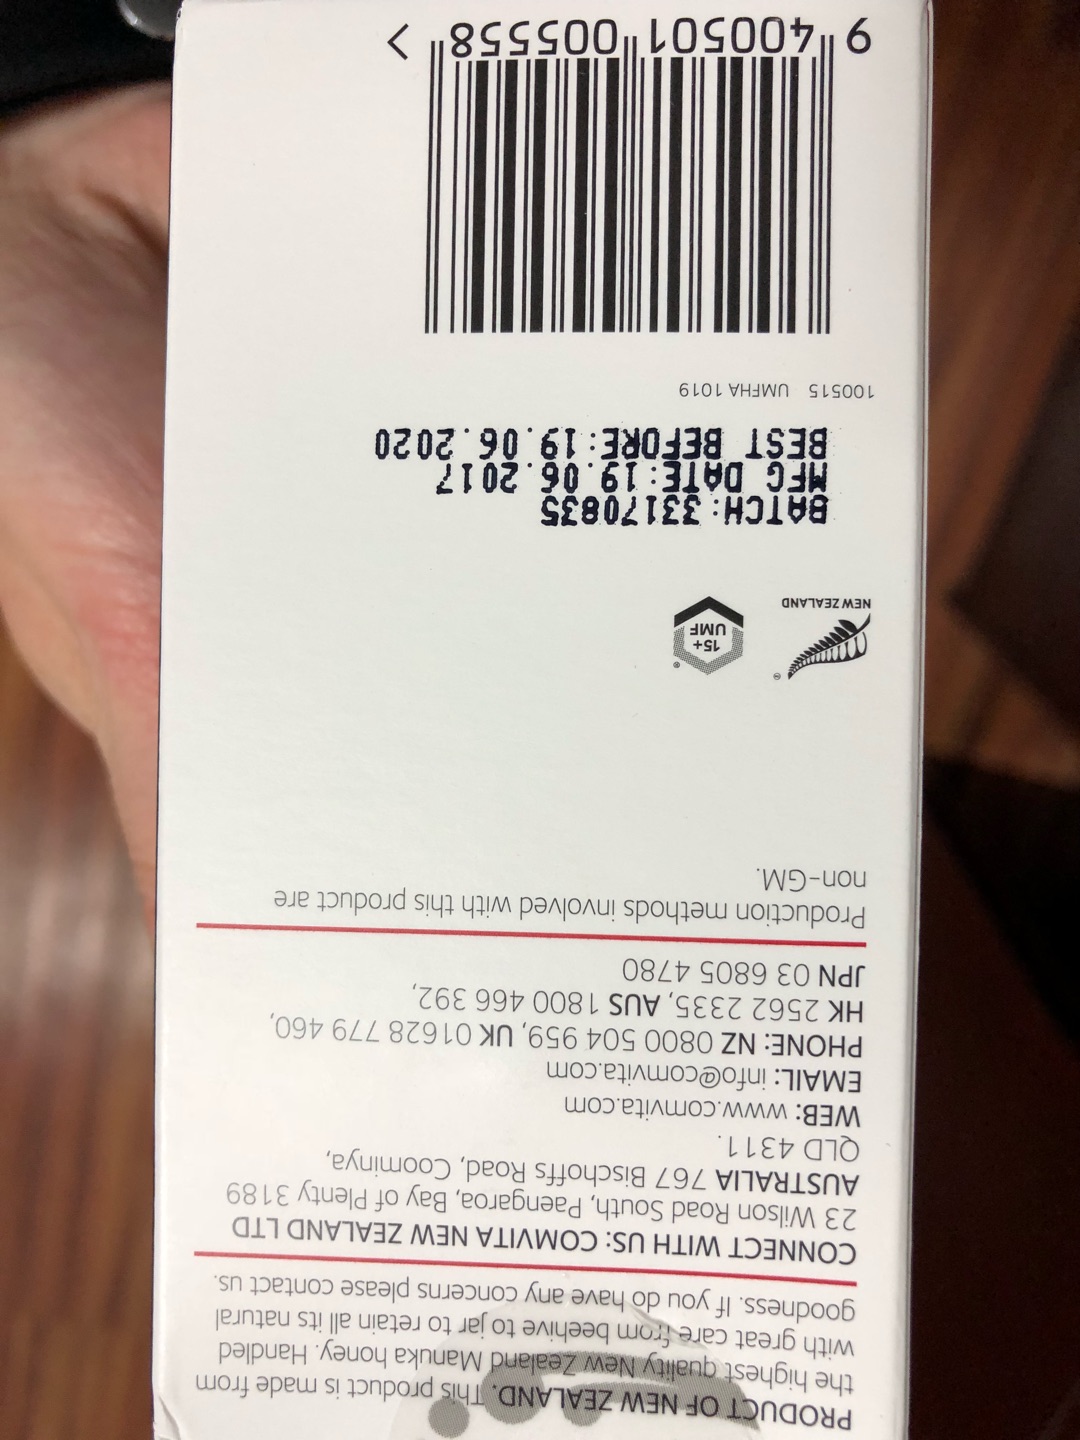 PRODUCT OF NEW ZEALAND. This product is made from
the highest quality New Zealand Manuka honey. Handled
with great care from beehive to jar to retain all its natural
goodness. If you do have any concerns please contact us.
CONNECT WITH US: COMVITA NEW ZEALAND LTD
23 Wilson Road South, Paengaroa, Bay of Plenty 3189
AUSTRALIA 767 Bischoffs Road, Coominya,
QLD 4311.
WEB: www.comvita.com
EMAIL: info@comvita.com
PHONE: NZ 0800 504 959, UK 01628 779 460,
HK 2562 2335, AUS 1800 466 392,
JPN 03 6805 4780
Production methods involved with this product are
non-GM.
NEW ZEALAND
15+
UMF
BATCH: 33170835
MFG DATE: 19.06.2017
BEST BEFORE: 19.06.2020
100515 UMFHA 1019
9 400501 005558 >